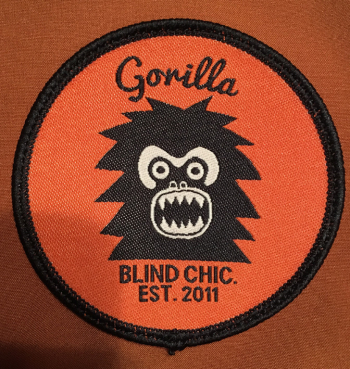 Gorilla
BLIND CHIC.
EST. 2011